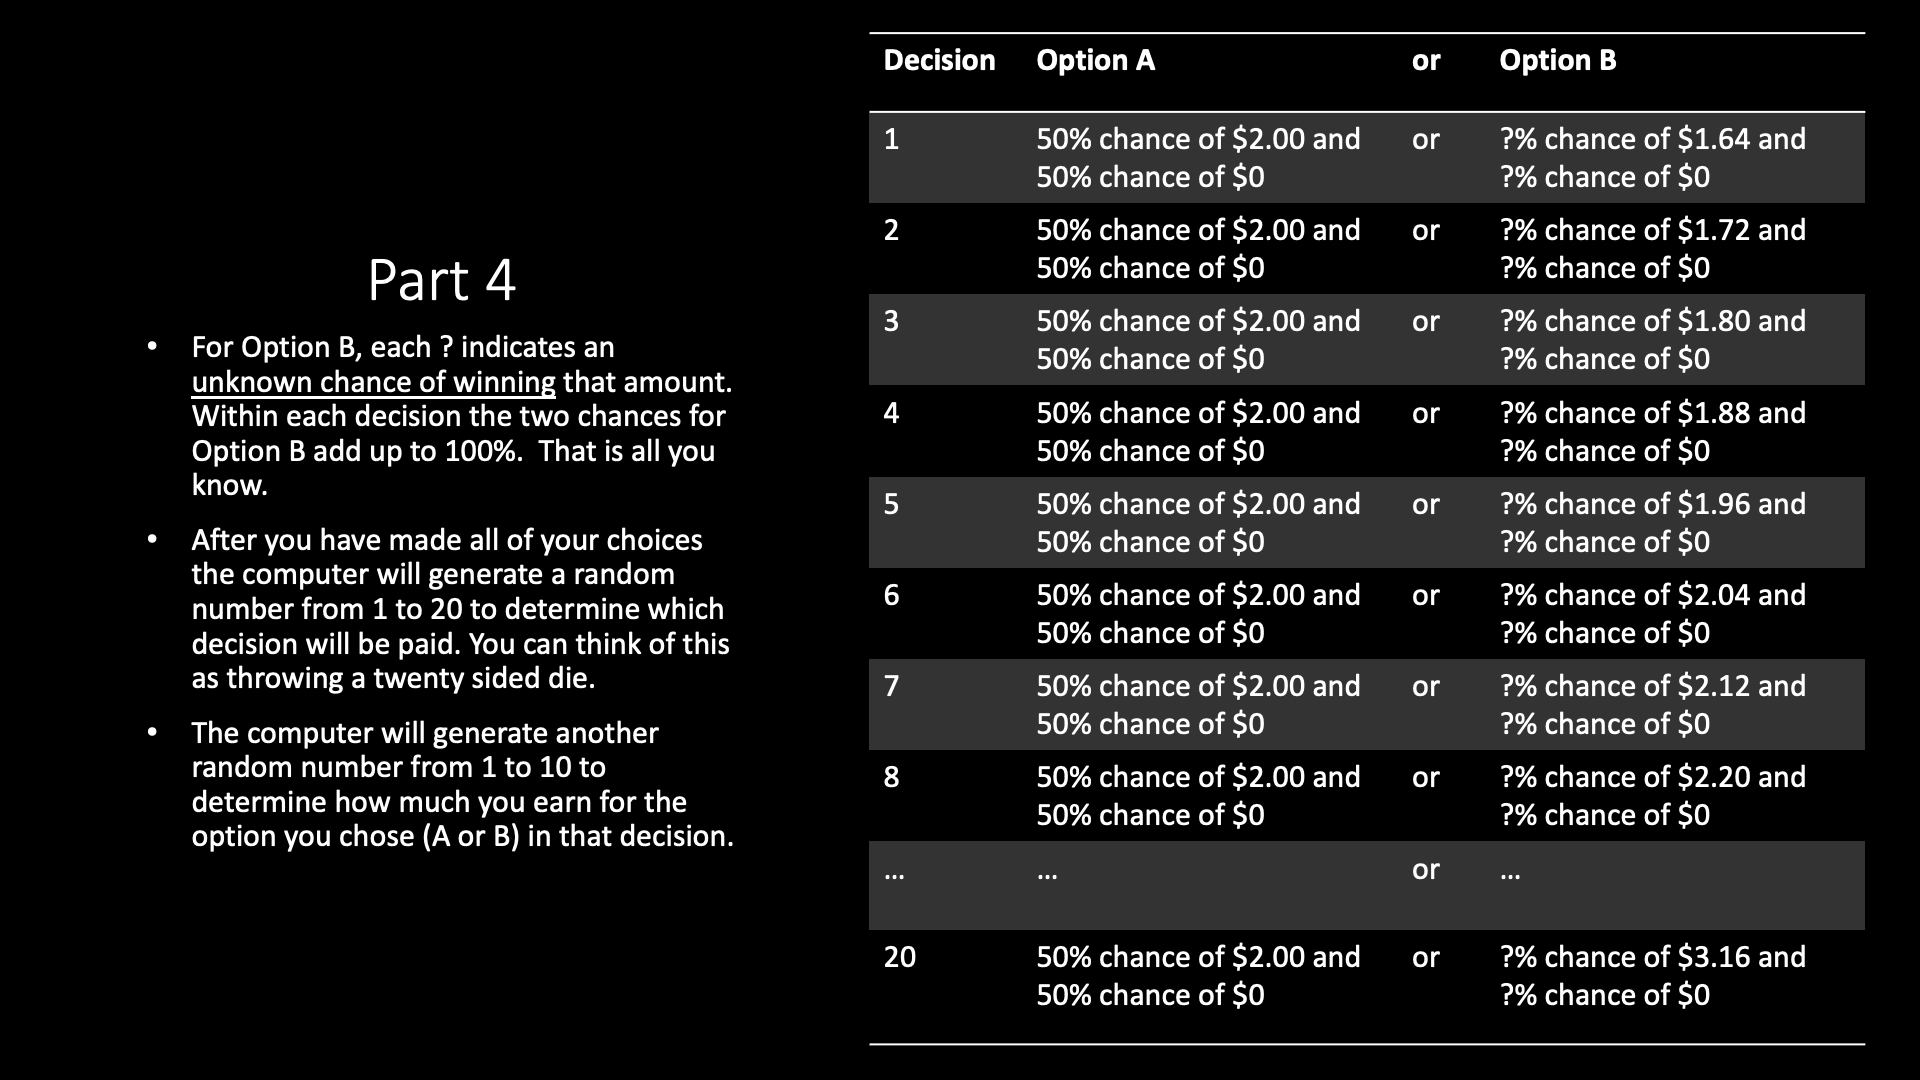 Part 4
• For Option B, each ? indicates an
unknown chance of winning that amount.
Within each decision the two chances for
Option B add up to 100%.  That is all you
know.
• After you have made all of your choices
the computer will generate a random
number from 1 to 20 to determine which
decision will be paid. You can think of this
as throwing a twenty sided die.
• The computer will generate another
random number from 1 to 10 to
determine how much you earn for the
option you chose (A or B) in that decision.
Decision Option A or Option B
1 50% chance of $2.00 and or ?% chance of $1.64 and
50% chance of $0 ?% chance of $0
2 50% chance of $2.00 and or ?% chance of $1.72 and
50% chance of $0 ?% chance of $0
3 50% chance of $2.00 and or ?% chance of $1.80 and
50% chance of $0 ?% chance of $0
4 50% chance of $2.00 and or ?% chance of $1.88 and
50% chance of $0 ?% chance of $0
5 50% chance of $2.00 and or ?% chance of $1.96 and
50% chance of $0 ?% chance of $0
6 50% chance of $2.00 and or ?% chance of $2.04 and
50% chance of $0 ?% chance of $0
7 50% chance of $2.00 and or ?% chance of $2.12 and
50% chance of $0 ?% chance of $0
8 50% chance of $2.00 and or ?% chance of $2.20 and
50% chance of $0 ?% chance of $0
... ... or ...
20 50% chance of $2.00 and or ?% chance of $3.16 and
50% chance of $0 ?% chance of $0